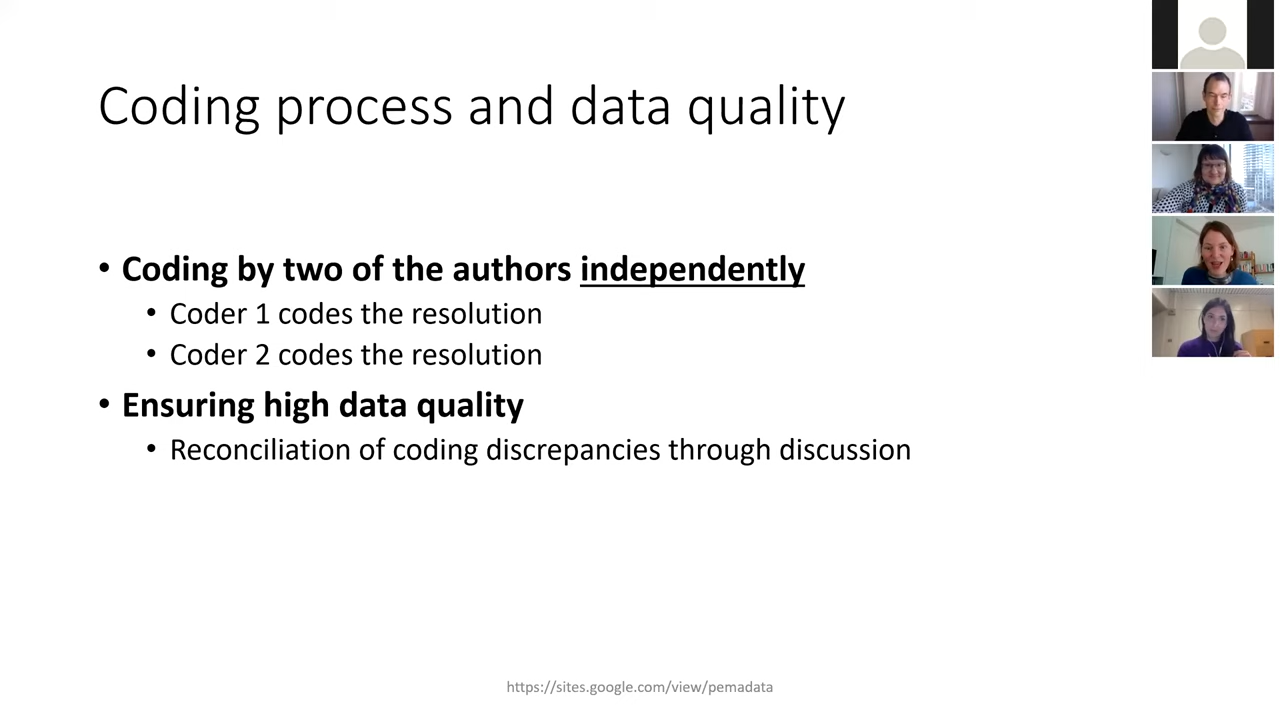 Coding process and data quality
• Coding by two of the authors independently
• Coder 1 codes the resolution
• Coder 2 codes the resolution
• Ensuring high data quality
• Reconciliation of coding discrepancies through discussion
https://sites.google.com/view/pemadata